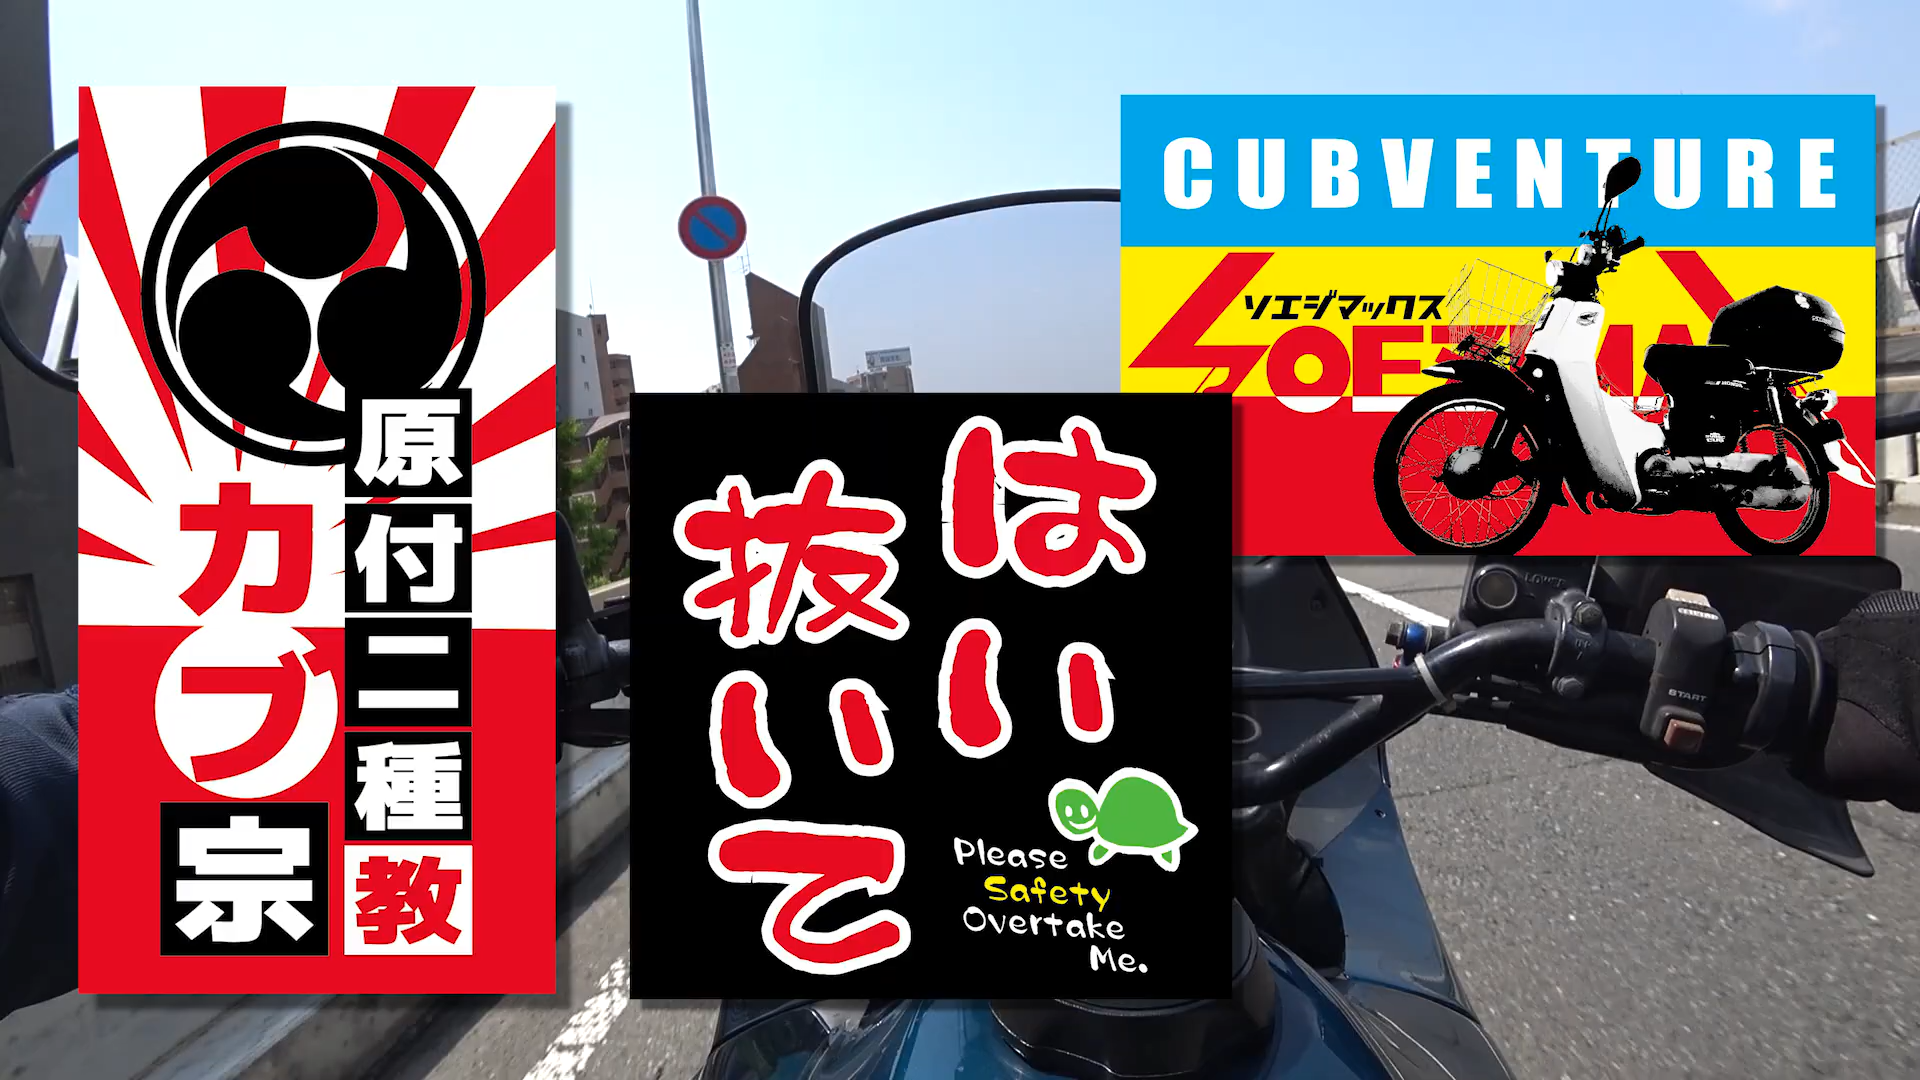 原付二種教
カブ宗
はい
抜いて
Please
Safety
Overtake
Me.
CUBVENTURE
ソエジマックス
LOWER
START